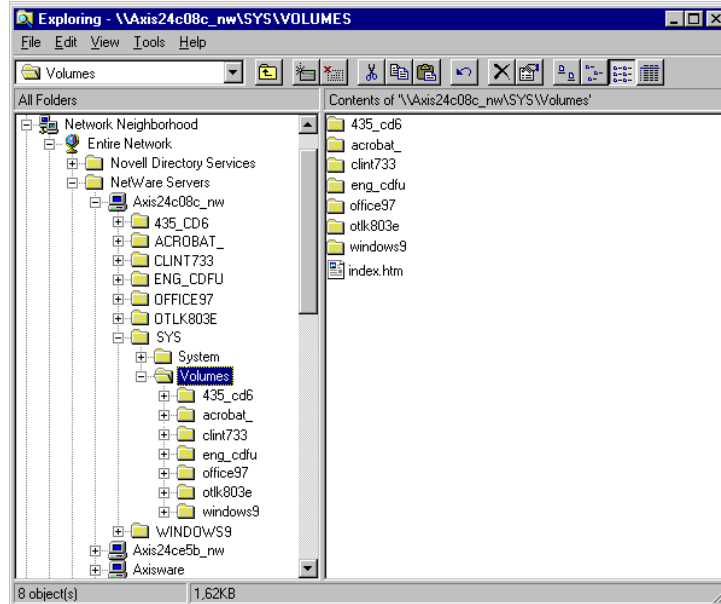 Exploring - \\Axis24c08c_nw\SYS\VOLUMES
File Edit View Tools Help
Volumes
All Folders
Contents of '\\Axis24c08c_nw\SYS\Volumes'
Network Neighborhood
Entire Network
Novell Directory Services
NetWare Servers
Axis24c08c_nw
435_CD6
ACROBAT_
CLINT733
ENG_CDFU
OFFICE97
OTLK803E
SYS
System
Volumes
435_cd6
acrobat_
clint733
eng_cdfu
office97
otlk803e
windows9
WINDOWS9
Axis24ce5b_nw
Axisware
435_cd6
acrobat_
clint733
eng_cdfu
office97
otlk803e
windows9
index.htm
8 object(s)
1,62KB